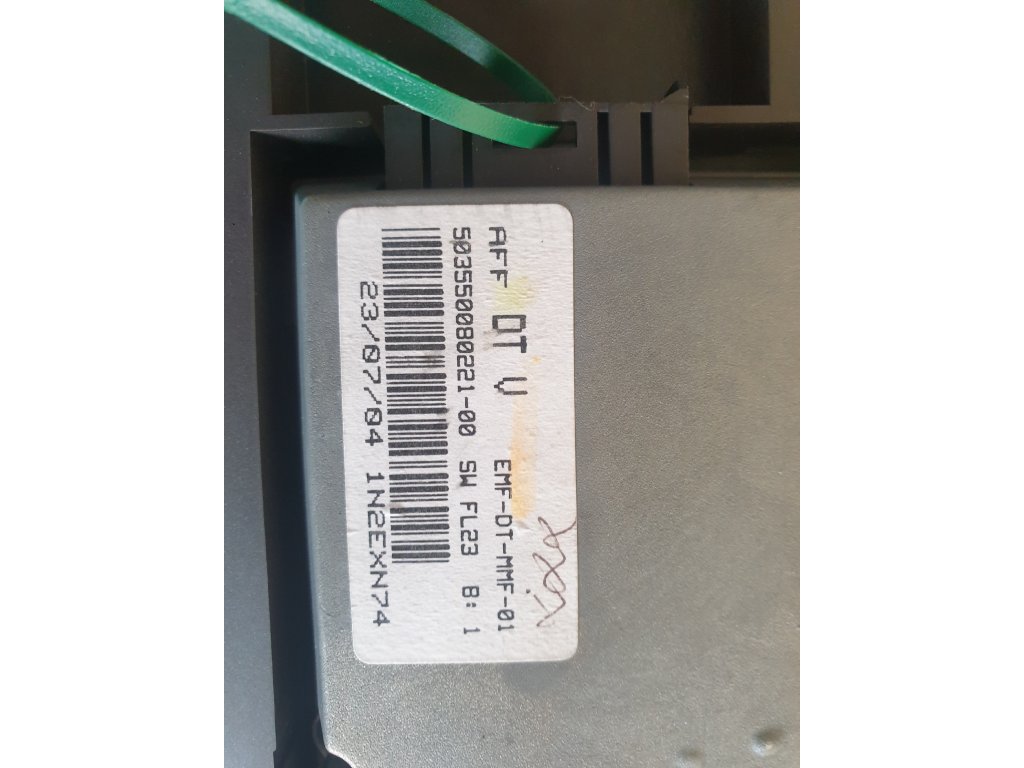 AFF DT V EMF-DT-MMF-01
503550080221-00 SW FL23 B: 1
23/07/04 1N2EXN74